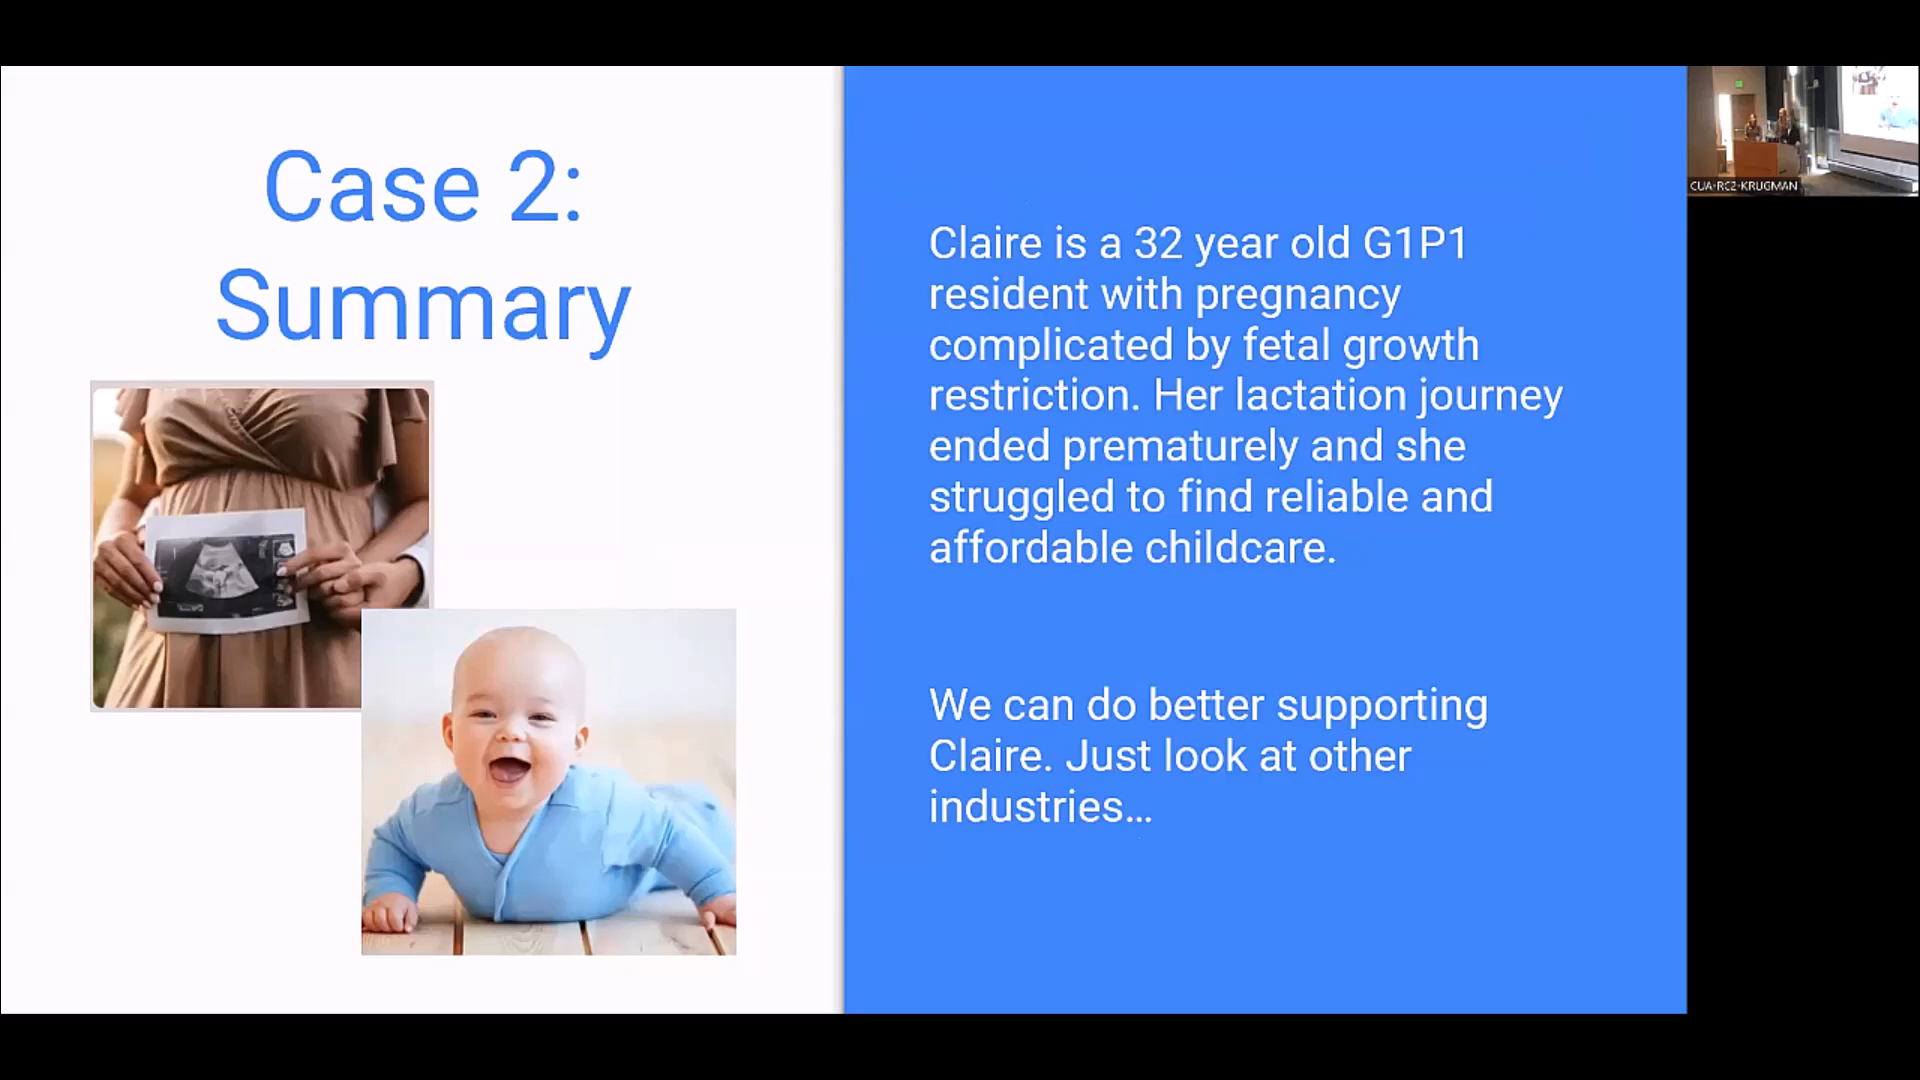 Case 2:
Summary
Claire is a 32 year old G1P1
resident with pregnancy
complicated by fetal growth
restriction. Her lactation journey
ended prematurely and she
struggled to find reliable and
affordable childcare.
We can do better supporting
Claire. Just look at other
industries…
CUA-RC2-KRUGMAN